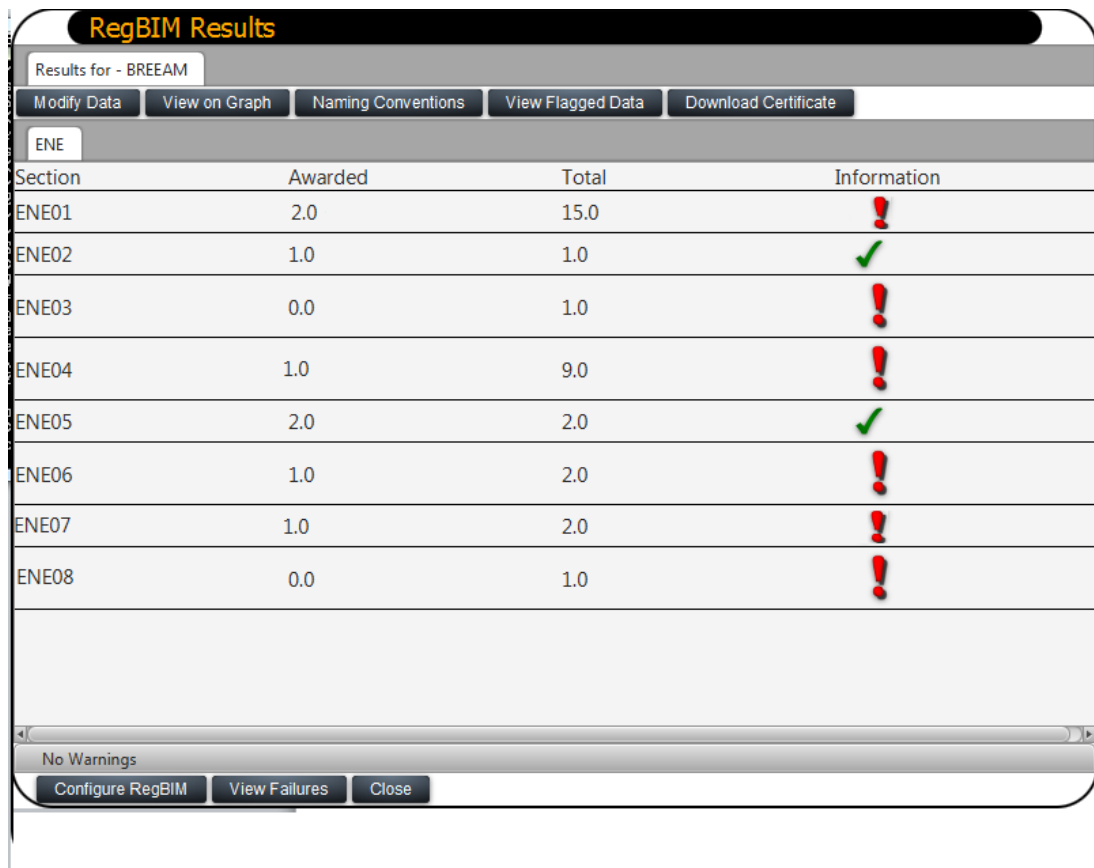 RegBIM Results
Results for - BREEAM
Modify Data View on Graph Naming Conventions View Flagged Data Download Certificate
ENE
Section Awarded Total Information
ENE01 2.0 15.0
ENE02 1.0 1.0
ENE03 0.0 1.0
ENE04 1.0 9.0
ENE05 2.0 2.0
ENE06 1.0 2.0
ENE07 1.0 2.0
ENE08 0.0 1.0
No Warnings
Configure RegBIM View Failures Close